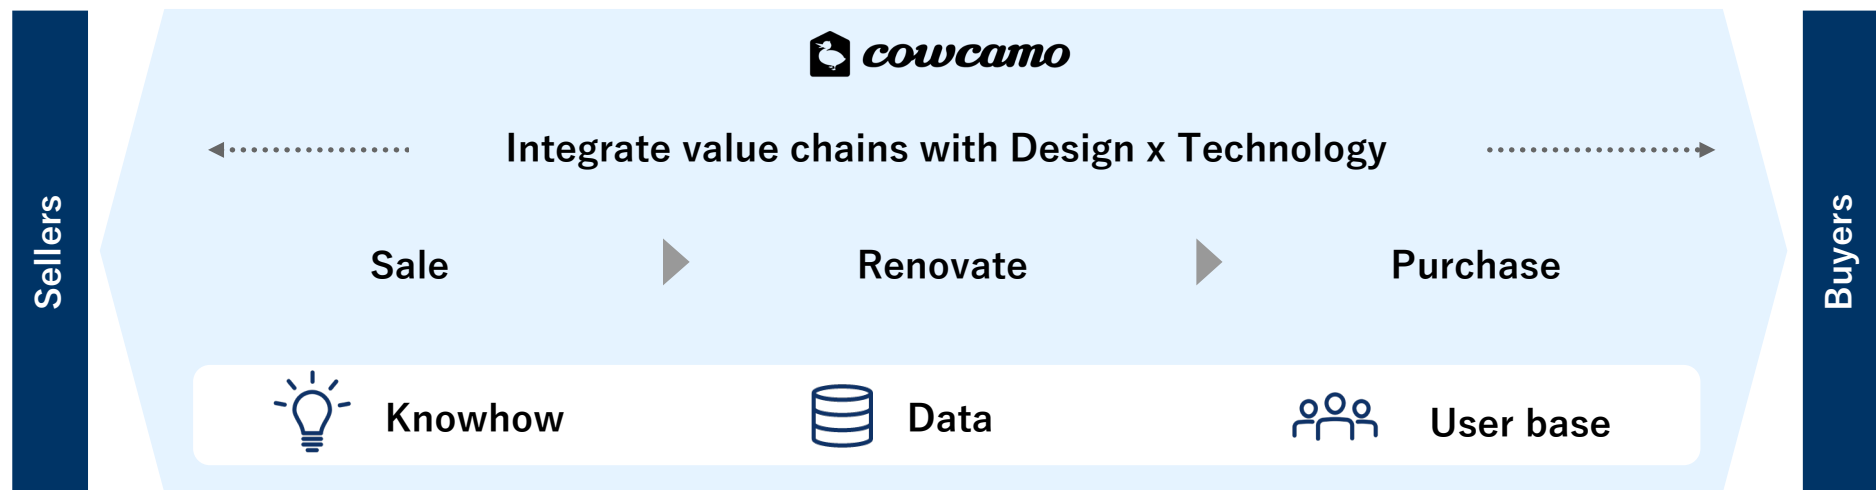 cowcamo
Integrate value chains with Design x Technology
Sellers
Sale
Renovate
Purchase
Buyers
Knowhow
Data
User base